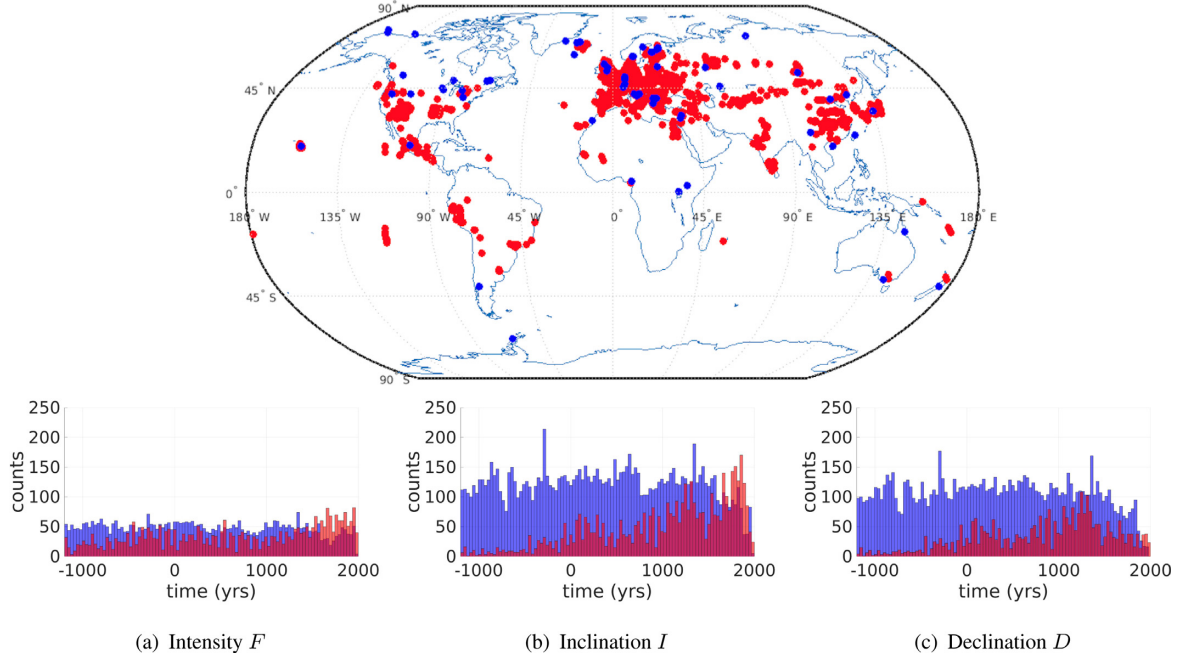 90° N
45° N
0°
180° W 135° W 90° W 45° W 0° 45° E 90° E 135° E 180° E
45° S
90° S
250 250 250
200 200 200
150 150 150
100 100 100
50 50 50
0 0 0
counts counts counts
-1000 0 1000 2000 -1000 0 1000 2000 -1000 0 1000 2000
time (yrs) time (yrs) time (yrs)
(a) Intensity F (b) Inclination I (c) Declination D